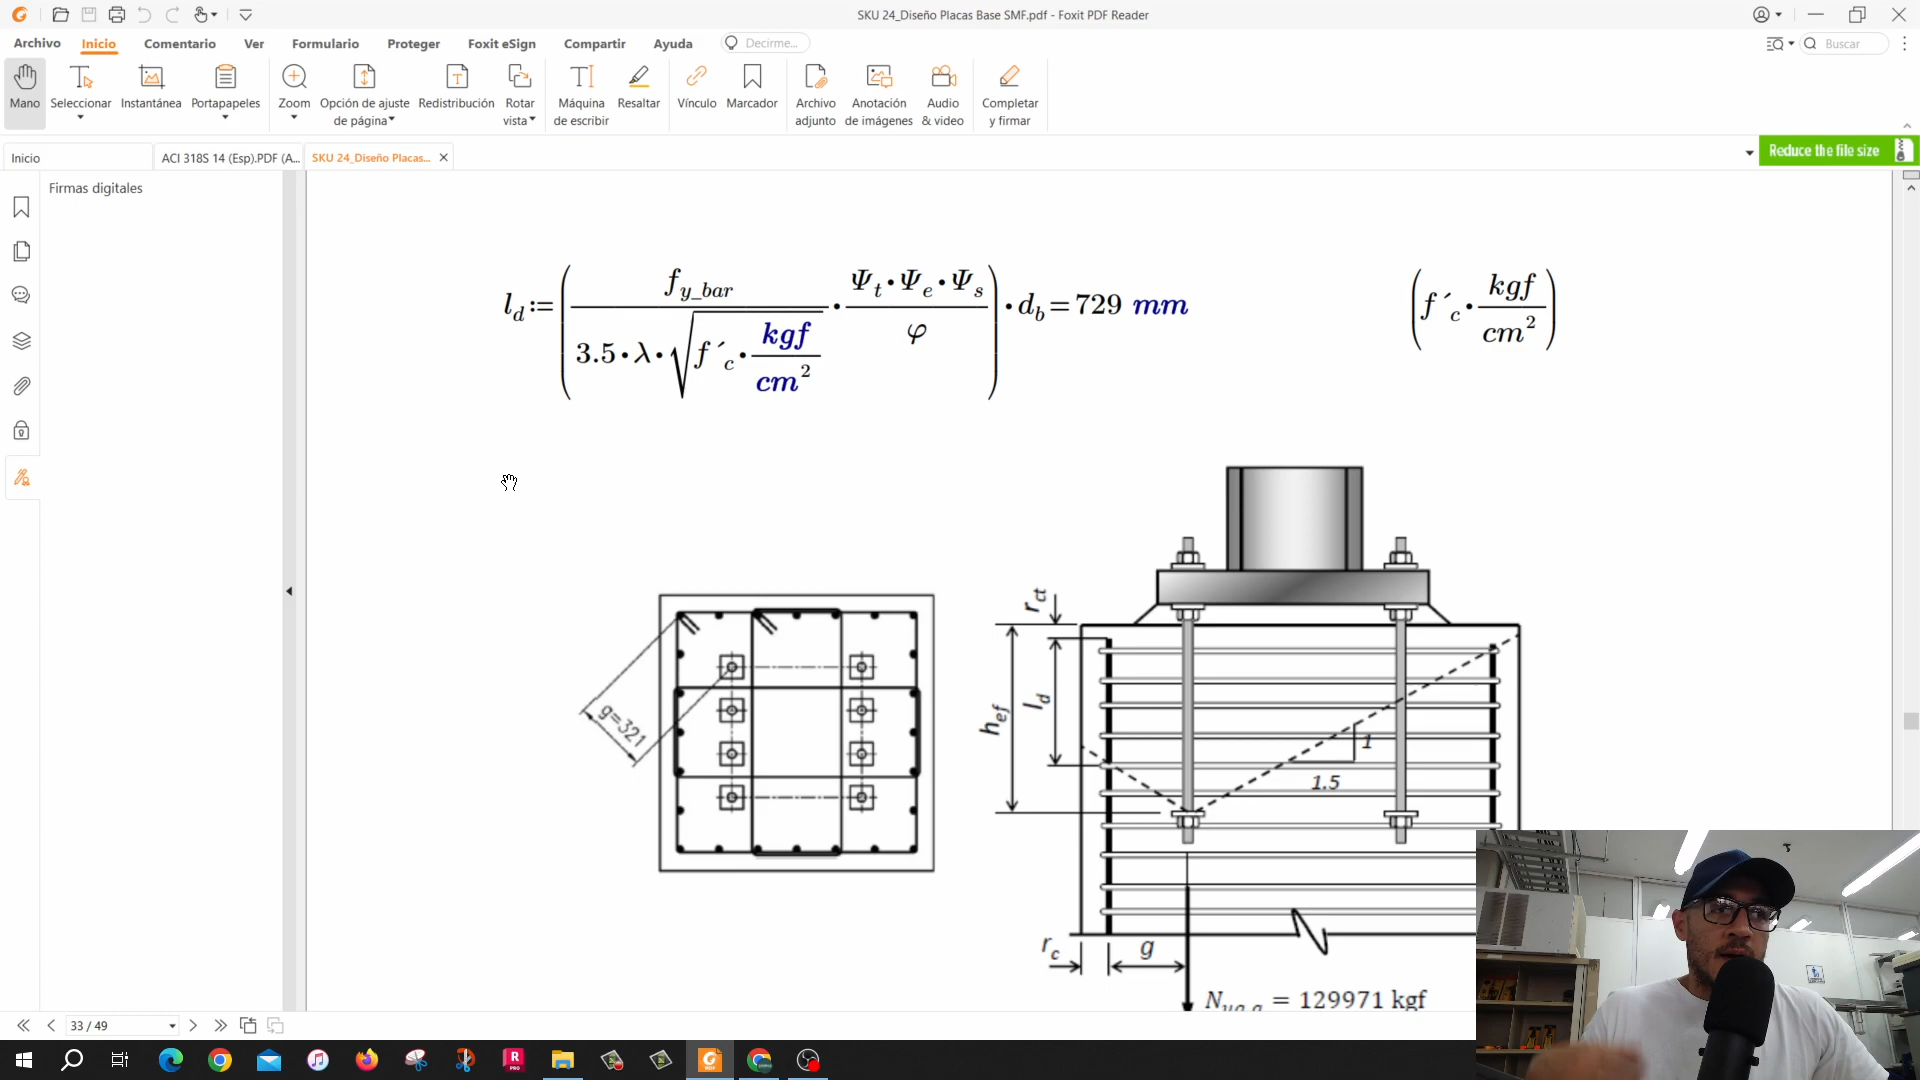 SKU 24_Diseño Placas Base SMF.pdf - Foxit PDF Reader
Archivo Inicio Comentario Ver Formulario Proteger Foxit eSign Compartir Ayuda Decirme... Buscar
Mano Seleccionar Instantánea Portapapeles Zoom Opción de ajuste de página Redistribución Rotar vista Máquina de escribir Resaltar Vínculo Marcador Archivo adjunto Anotación de imágenes Audio & video Completar y firmar
Inicio ACI 318S 14 (Esp).PDF (A... SKU 24_Diseño Placas... Reduce the file size
Firmas digitales
l_d := ( f_{y_bar} / (3.5 • λ • √(f´_c • kgf/cm²)) • (Ψ_t • Ψ_e • Ψ_s) / φ ) • d_b = 729 mm
(f´_c • kgf/cm²)
g=321
r_ct
h_ef
l_d
1
1.5
r_c
g
N_{ua,g} = 129971 kgf
33 / 49